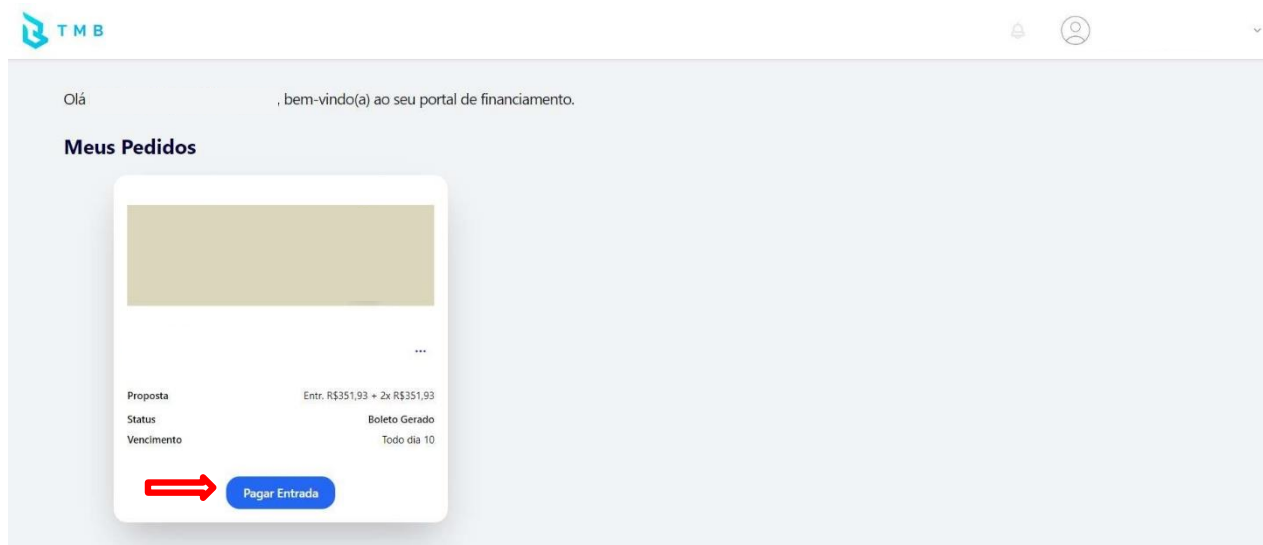 TMB
Olá , bem-vindo(a) ao seu portal de financiamento.
Meus Pedidos
...
Proposta Entr. R$351,93 + 2x R$351,93
Status Boleto Gerado
Vencimento Todo dia 10
Pagar Entrada